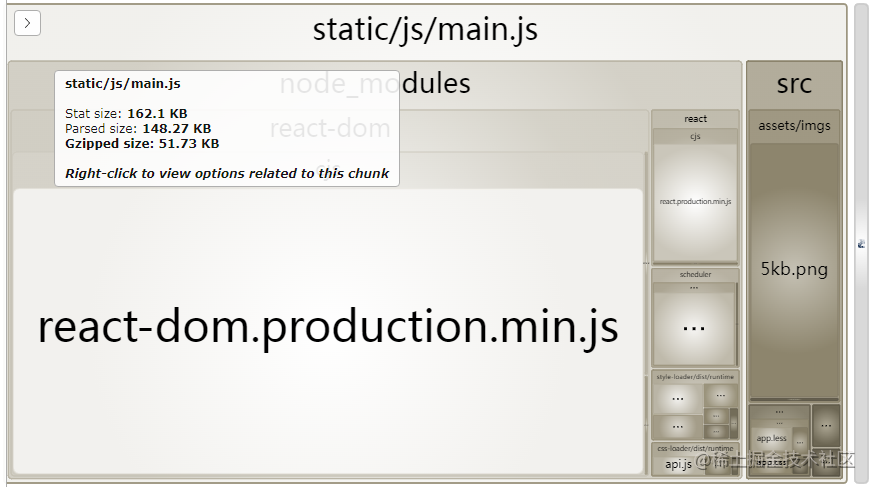 static/js/main.js
static/js/main.js
Stat size: 162.1 KB
Parsed size: 148.27 KB
Gzipped size: 51.73 KB
Right-click to view options related to this chunk
node_modules
react-dom
cjs
react-dom.production.min.js
react
cjs
react.production.min.js
...
scheduler
...
...
style-loader/dist/runtime
... ...
...
... ...
css-loader/dist/runtime
api.js
src
assets/imgs
5kb.png
...
...
...
app.less
...
app.css
@稀土掘金技术社区